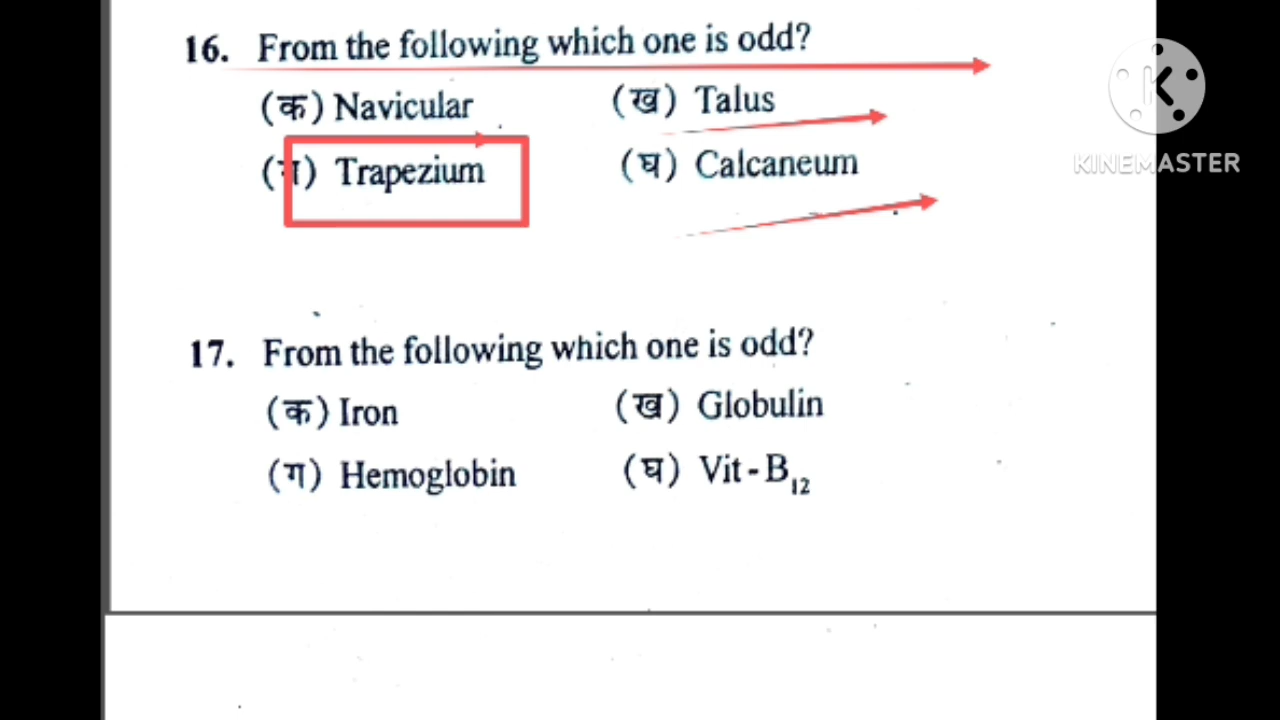 16. From the following which one is odd?
(क) Navicular (ख) Talus
(ग) Trapezium (घ) Calcaneum
KINEMASTER
17. From the following which one is odd?
(क) Iron (ख) Globulin
(ग) Hemoglobin (घ) Vit - B12